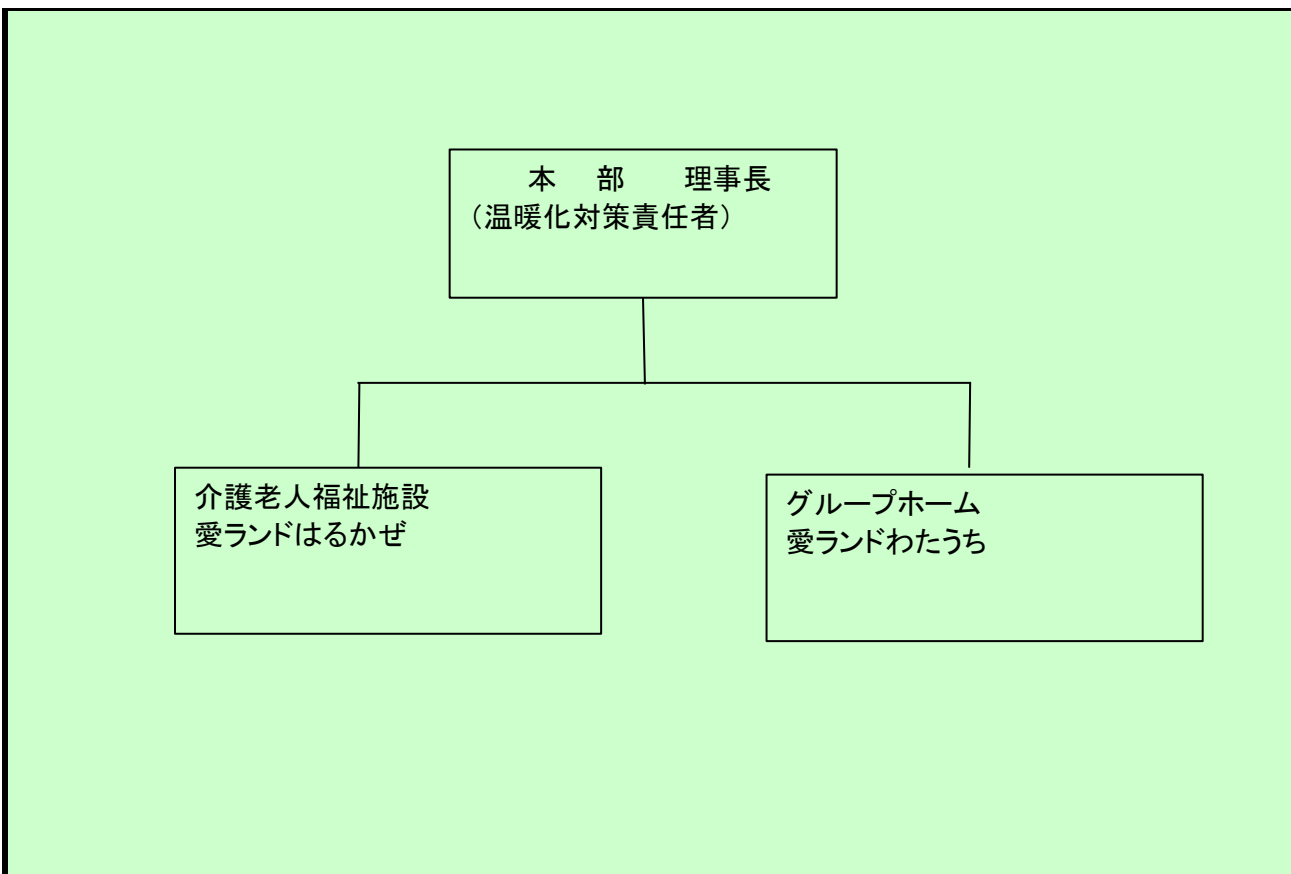 本　部　　理事長
（温暖化対策責任者）
介護老人福祉施設
愛ランドはるかぜ
グループホーム
愛ランドわたうち